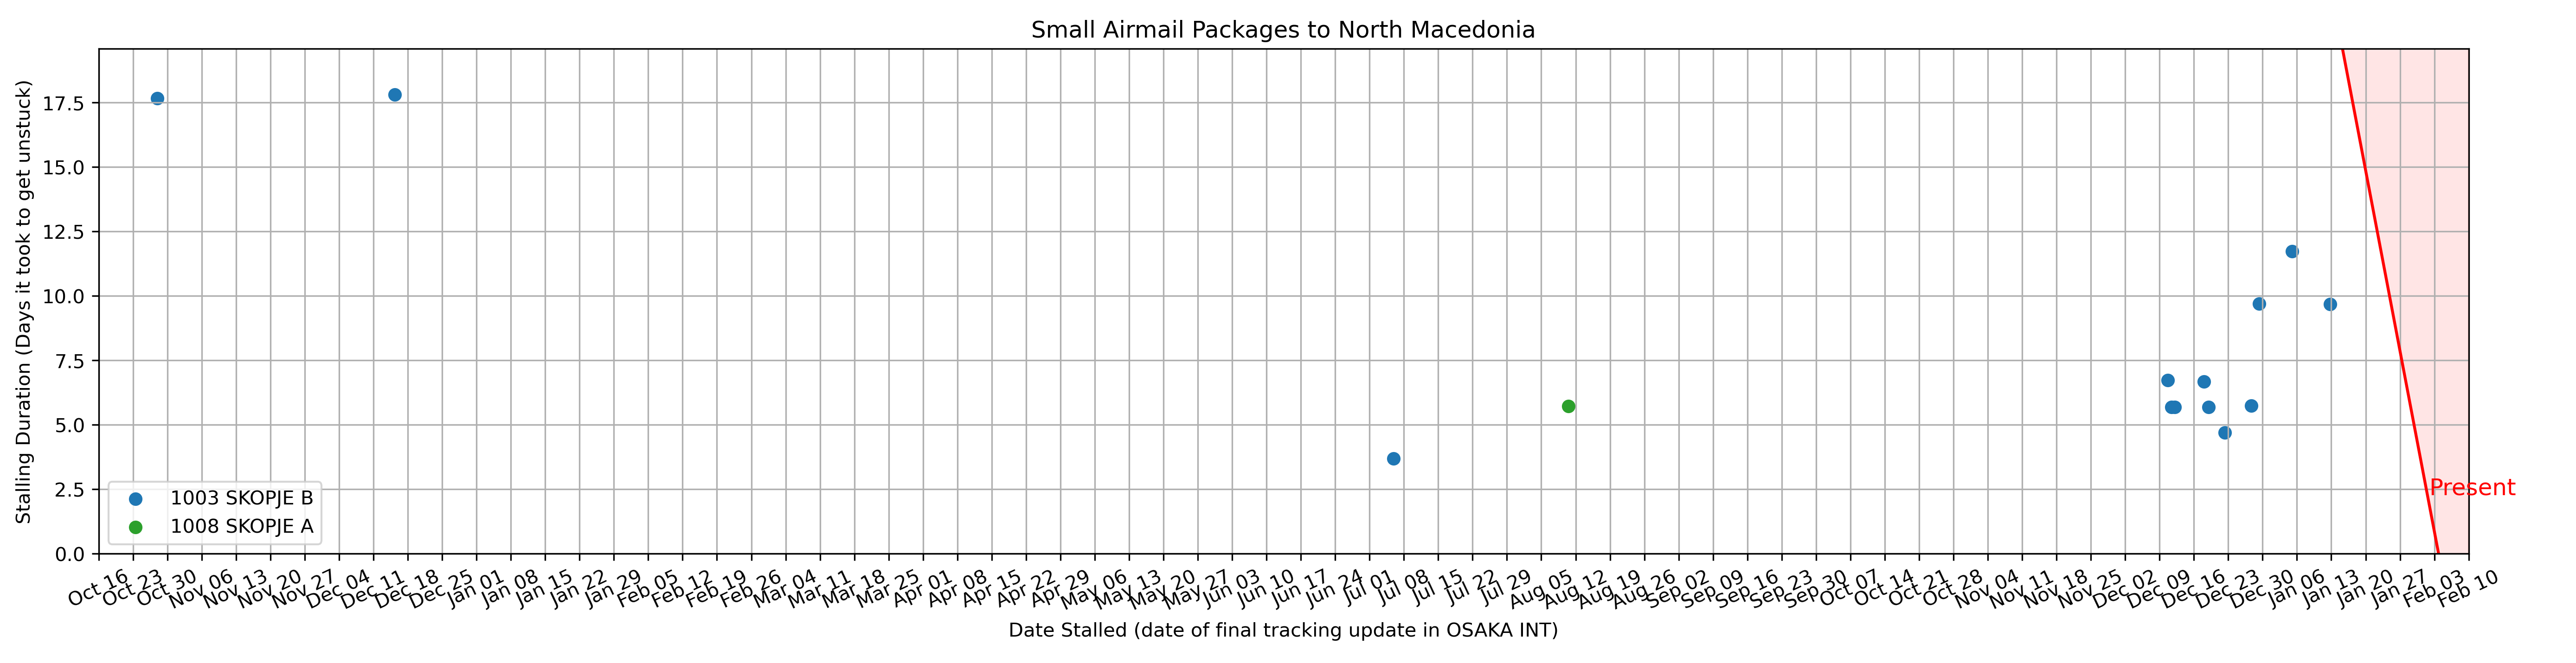 Small Airmail Packages to North Macedonia
Stalling Duration (Days it took to get unstuck)
17.5
15.0
12.5
10.0
7.5
5.0
2.5
0.0
1003 SKOPJE B
1008 SKOPJE A
Present
Oct 16 Oct 23 Oct 30 Nov 06 Nov 13 Nov 20 Nov 27 Dec 04 Dec 11 Dec 18 Dec 25 Jan 01 Jan 08 Jan 15 Jan 22 Jan 29 Feb 05 Feb 12 Feb 19 Feb 26 Mar 04 Mar 11 Mar 18 Mar 25 Apr 01 Apr 08 Apr 15 Apr 22 Apr 29 May 06 May 13 May 20 May 27 Jun 03 Jun 10 Jun 17 Jun 24 Jul 01 Jul 08 Jul 15 Jul 22 Jul 29 Aug 05 Aug 12 Aug 19 Aug 26 Sep 02 Sep 09 Sep 16 Sep 23 Sep 30 Oct 07 Oct 14 Oct 21 Oct 28 Nov 04 Nov 11 Nov 18 Nov 25 Dec 02 Dec 09 Dec 16 Dec 23 Dec 30 Jan 06 Jan 13 Jan 20 Jan 27 Feb 03 Feb 10
Date Stalled (date of final tracking update in OSAKA INT)